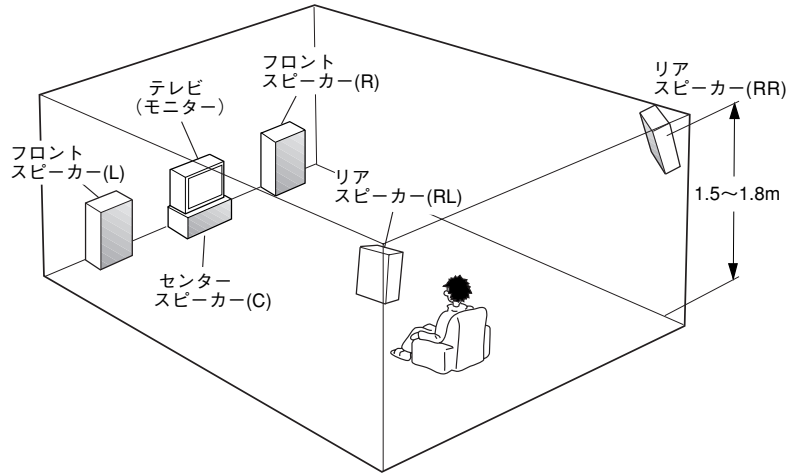 フロント
スピーカー(R)
テレビ
（モニター）
フロント
スピーカー(L)
リア
スピーカー(RR)
リア
スピーカー(RL)
1.5〜1.8m
センター
スピーカー(C)